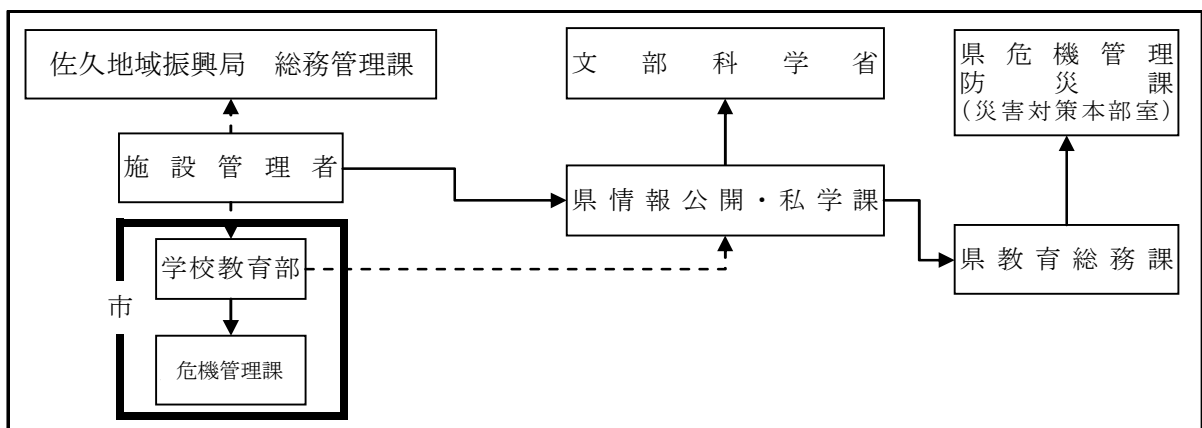 佐久地域振興局 総務管理課
文部科学省
県危機管理
防災課
(災害対策本部室)
施設管理者
県情報公開・私学課
県教育総務課
市
学校教育部
危機管理課